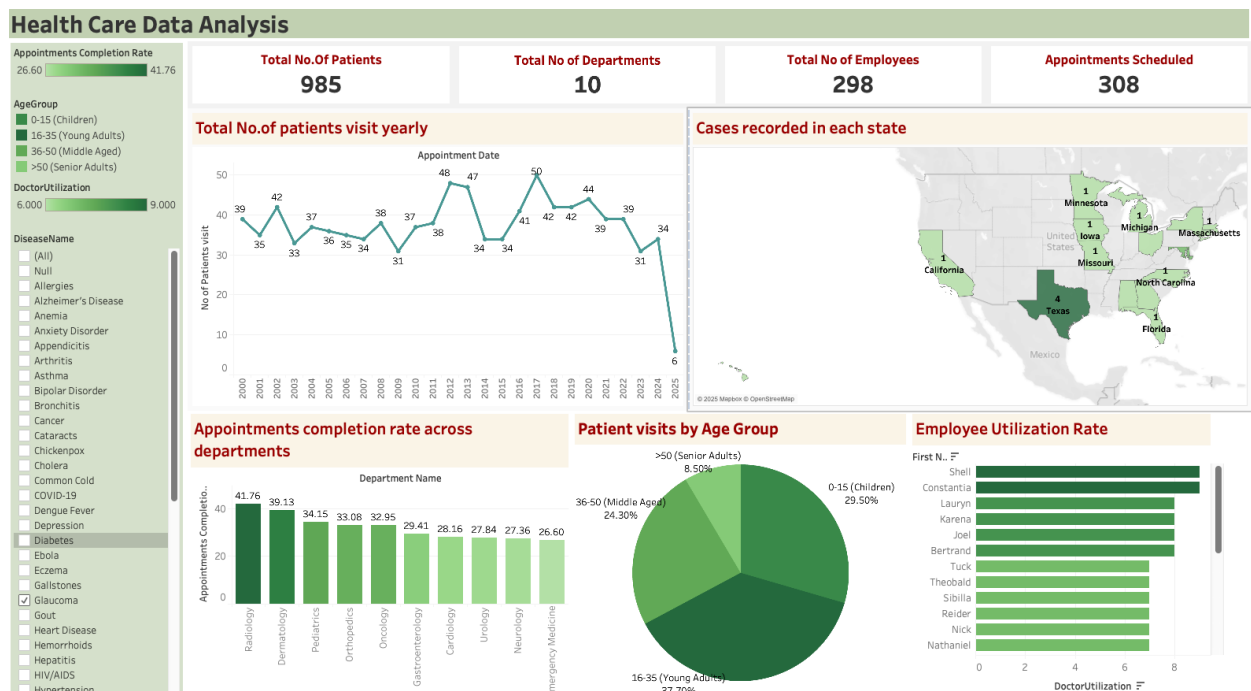 Health Care Data Analysis
Appointments Completion Rate
26.60 41.76
AgeGroup
0-15 (Children)
16-35 (Young Adults)
36-50 (Middle Aged)
>50 (Senior Adults)
DoctorUtilization
6.000 9.000
DiseaseName
(All)
Null
Allergies
Alzheimer's Disease
Anemia
Anxiety Disorder
Appendicitis
Arthritis
Asthma
Bipolar Disorder
Bronchitis
Cancer
Cataracts
Chickenpox
Cholera
Common Cold
COVID-19
Dengue Fever
Depression
Diabetes
Ebola
Eczema
Gallstones
Glaucoma
Gout
Heart Disease
Hemorrhoids
Hepatitis
HIV/AIDS
Hypertension
Total No.Of Patients
985
Total No of Departments
10
Total No of Employees
298
Appointments Scheduled
308
Total No.of patients visit yearly
Appointment Date
No of Patients visit
50
40
30
20
10
0
39 35 42 33 37 36 35 34 38 31 37 38 48 47 34 34 41 50 42 42 44 39 39 31 34 6
2000 2001 2002 2003 2004 2005 2006 2007 2008 2009 2010 2011 2012 2013 2014 2015 2016 2017 2018 2019 2020 2021 2022 2023 2024 2025
Cases recorded in each state
1
Minnesota
1
Michigan
1
Massachusetts
1
Iowa
United
States
1
Missouri
1
California
1
North Carolina
4
Texas
1
Florida
Mexico
© 2025 Mapbox © OpenStreetMap
Appointments completion rate across
departments
Department Name
Appointments Completio..
40
20
0
41.76 39.13 34.15 33.08 32.95 29.41 28.16 27.84 27.36 26.60
Radiology
Dermatology
Pediatrics
Orthopedics
Oncology
Gastroenterology
Cardiology
Urology
Neurology
mergency Medicine
Patient visits by Age Group
>50 (Senior Adults)
8.50%
0-15 (Children)
29.50%
36-50 (Middle Aged)
24.30%
16-35 (Young Adults)
37.70%
Employee Utilization Rate
First N..
Shell
Constantia
Lauryn
Karena
Joel
Bertrand
Tuck
Theobald
Sibilla
Reider
Nick
Nathaniel
0 2 4 6 8
DoctorUtilization